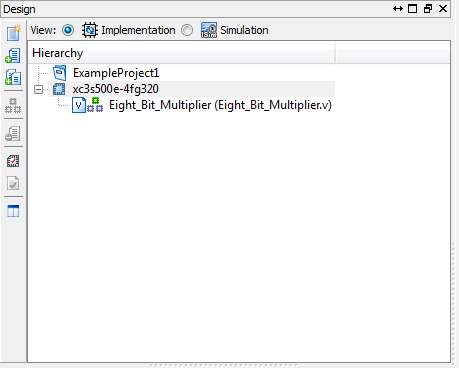 Design
View: Implementation Simulation
Hierarchy
ExampleProject1
xc3s500e-4fg320
V Eight_Bit_Multiplier (Eight_Bit_Multiplier.v)